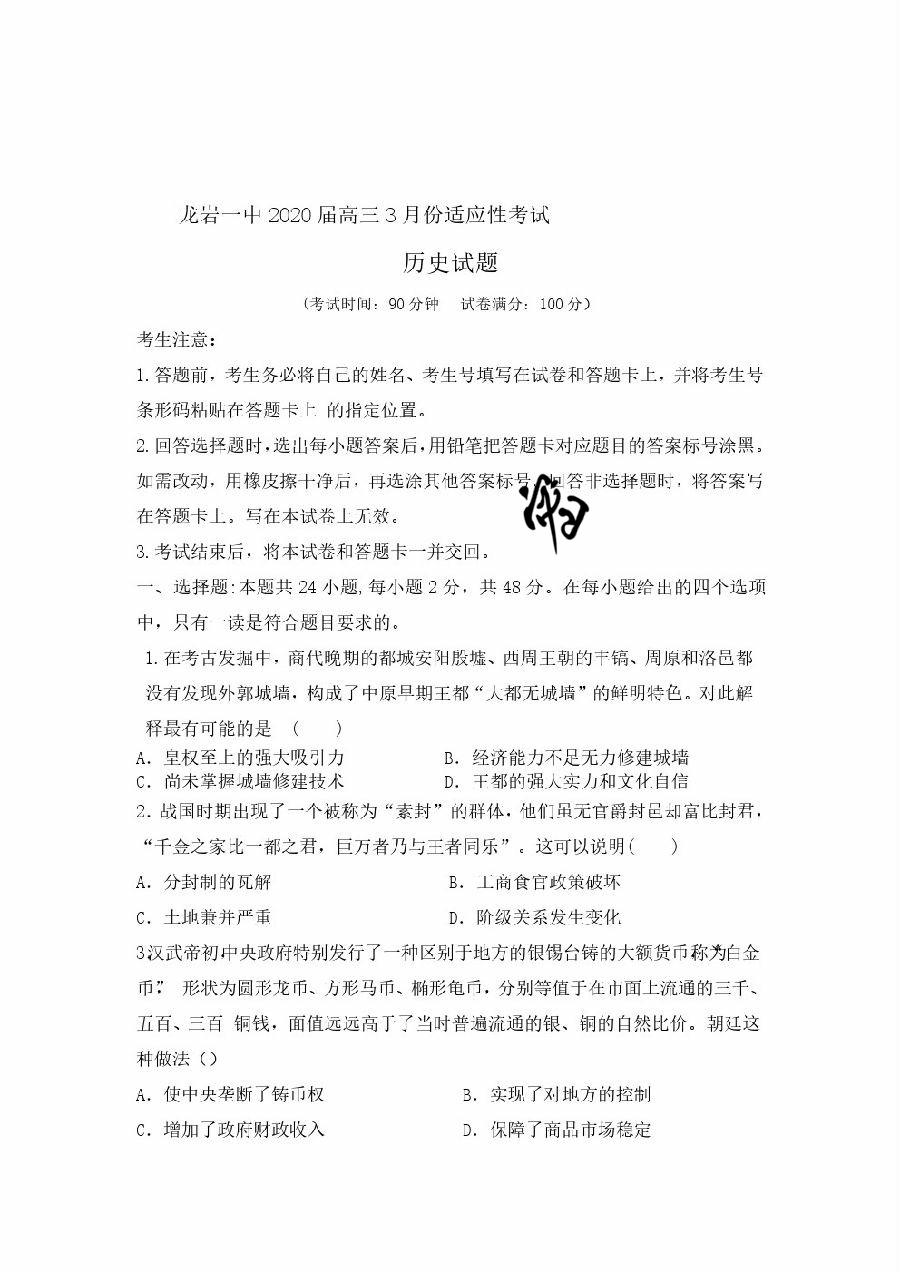 龙岩一中 2020 届高三 3 月份适应性考试
历史试题
(考试时间：90 分钟 试卷满分：100 分）
考生注意：
1. 答题前，考生务必将自己的姓名、考生号填写在试卷和答题卡上，并将考生号
条形码粘贴在答题卡上 的指定位置。
2. 回答选择题时,选出每小题答案后,用铅笔把答题卡对应题目的答案标号涂黑。
如需改动，用橡皮擦干净后，再选涂其他答案标号。回答非选择题时，将答案写
在答题卡上。写在本试卷上无效。
3. 考试结束后，将本试卷和答题卡一并交回。
一、选择题:本题共 24 小题,每小题 2 分，共 48 分。在每小题给出的四个选项
中，只有一读是符合题目要求的。
1. 在考古发掘中，商代晚期的都城安阳殷墟、西周王朝的丰镐、周原和洛邑都
没有发现外郭城墙，构成了中原早期王都“大都无城墙”的鲜明特色。对此解
释最有可能的是 ( )
A．皇权至上的强大吸引力 B．经济能力不足无力修建城墙
C．尚未掌握城墙修建技术 D．王都的强大实力和文化自信
2．战国时期出现了一个被称为“素封”的群体，他们虽无官爵封邑却富比封君，
“千金之家比一都之君，巨万者乃与王者同乐”。这可以说明( )
A．分封制的瓦解 B．工商食官政策破坏
C．土地兼并严重 D．阶级关系发生变化
3.汉武帝初,中央政府特别发行了一种区别于地方的银锡合铸的大额货币,称为“白金
币”， 形状为圆形龙币、方形马币、椭形龟币，分别等值于在市面上流通的三千、
五百、三百 铜钱，面值远远高于了当时普遍流通的银、铜的自然比价。朝廷这
种做法（）
A．使中央垄断了铸币权 B．实现了对地方的控制
C．增加了政府财政收入 D．保障了商品市场稳定